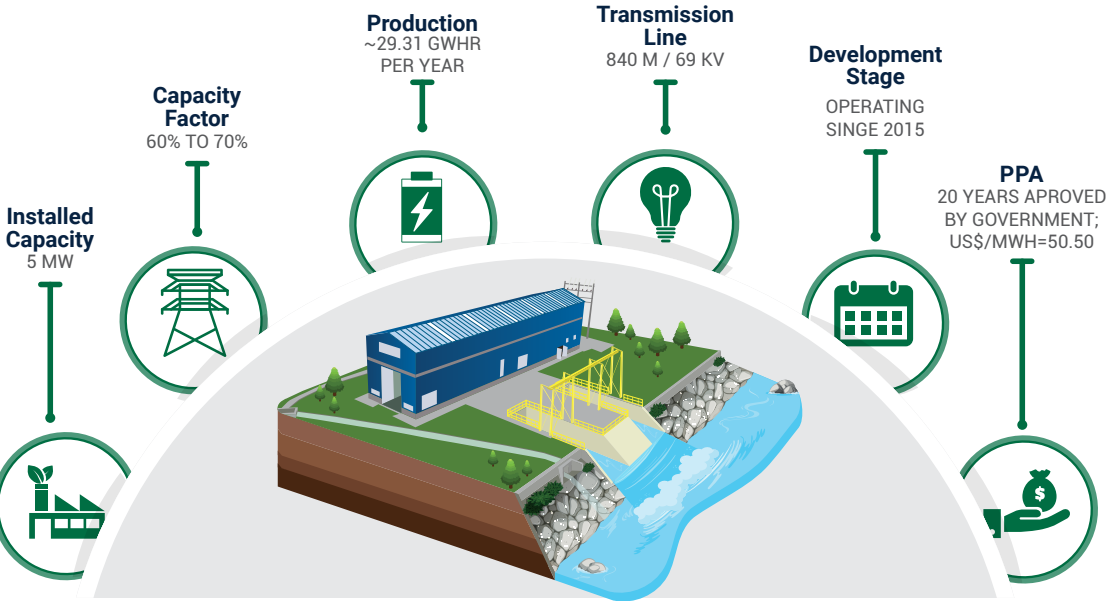 Installed
Capacity
5 MW
Capacity
Factor
60% TO 70%
Production
~29.31 GWHR
PER YEAR
Transmission
Line
840 M / 69 KV
Development
Stage
OPERATING
SINGE 2015
PPA
20 YEARS APROVED
BY GOVERNMENT;
US$/MWH=50.50
$